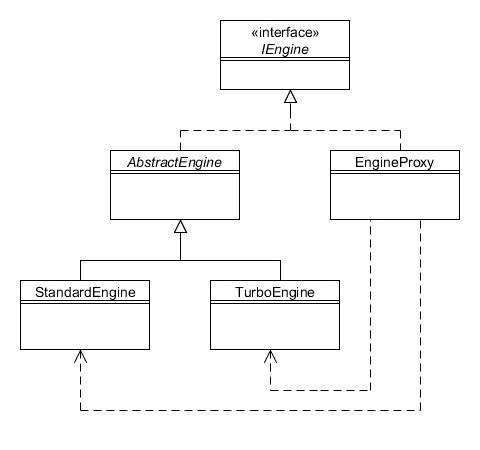 «interface»
IEngine
AbstractEngine
EngineProxy
StandardEngine
TurboEngine